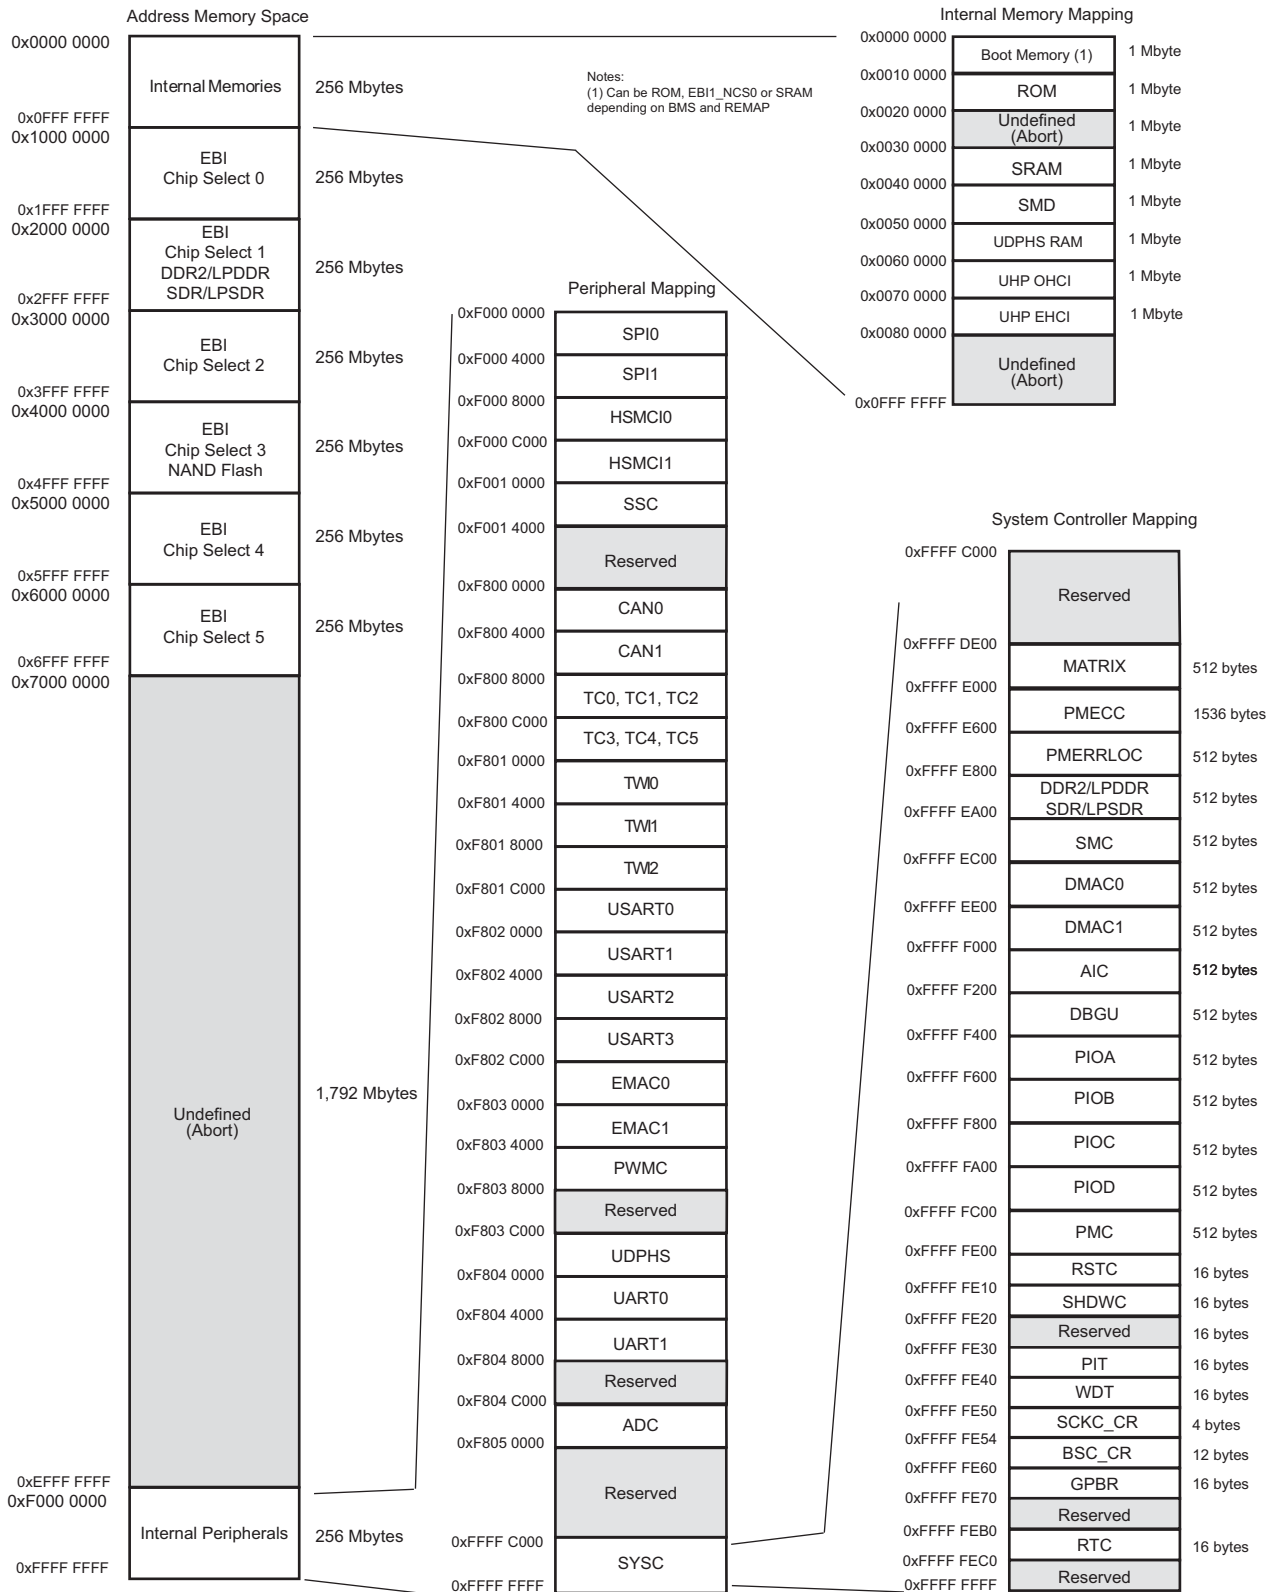 Address Memory Space
0x0000 0000
Internal Memories
256 Mbytes
0x0FFF FFFF
0x1000 0000
EBI
Chip Select 0
256 Mbytes
0x1FFF FFFF
0x2000 0000
EBI
Chip Select 1
DDR2/LPDDR
SDR/LPSDR
256 Mbytes
0x2FFF FFFF
0x3000 0000
EBI
Chip Select 2
256 Mbytes
0x3FFF FFFF
0x4000 0000
EBI
Chip Select 3
NAND Flash
256 Mbytes
0x4FFF FFFF
0x5000 0000
EBI
Chip Select 4
256 Mbytes
0x5FFF FFFF
0x6000 0000
EBI
Chip Select 5
256 Mbytes
0x6FFF FFFF
0x7000 0000
Undefined
(Abort)
1,792 Mbytes
0xEFFF FFFF
0xF000 0000
Internal Peripherals
256 Mbytes
0xFFFF FFFF
Notes:
(1) Can be ROM, EBI1_NCS0 or SRAM
depending on BMS and REMAP
Peripheral Mapping
0xF000 0000
SPI0
0xF000 4000
SPI1
0xF000 8000
HSMCI0
0xF000 C000
HSMCI1
0xF001 0000
SSC
0xF001 4000
Reserved
0xF800 0000
CAN0
0xF800 4000
CAN1
0xF800 8000
TC0, TC1, TC2
0xF800 C000
TC3, TC4, TC5
0xF801 0000
TWI0
0xF801 4000
TWI1
0xF801 8000
TWI2
0xF801 C000
USART0
0xF802 0000
USART1
0xF802 4000
USART2
0xF802 8000
USART3
0xF802 C000
EMAC0
0xF803 0000
EMAC1
0xF803 4000
PWMC
0xF803 8000
Reserved
0xF803 C000
UDPHS
0xF804 0000
UART0
0xF804 4000
UART1
0xF804 8000
Reserved
0xF804 C000
ADC
0xF805 0000
Reserved
0xFFFF C000
SYSC
0xFFFF FFFF
Internal Memory Mapping
0x0000 0000
Boot Memory (1)
1 Mbyte
0x0010 0000
ROM
1 Mbyte
0x0020 0000
Undefined
(Abort)
1 Mbyte
0x0030 0000
SRAM
1 Mbyte
0x0040 0000
SMD
1 Mbyte
0x0050 0000
UDPHS RAM
1 Mbyte
0x0060 0000
UHP OHCI
1 Mbyte
0x0070 0000
UHP EHCI
1 Mbyte
0x0080 0000
Undefined
(Abort)
0x0FFF FFFF
System Controller Mapping
0xFFFF C000
Reserved
0xFFFF DE00
MATRIX
512 bytes
0xFFFF E000
PMECC
1536 bytes
0xFFFF E600
PMERRLOC
512 bytes
0xFFFF E800
DDR2/LPDDR
SDR/LPSDR
512 bytes
0xFFFF EA00
SMC
512 bytes
0xFFFF EC00
DMAC0
512 bytes
0xFFFF EE00
DMAC1
512 bytes
0xFFFF F000
AIC
512 bytes
0xFFFF F200
DBGU
512 bytes
0xFFFF F400
PIOA
512 bytes
0xFFFF F600
PIOB
512 bytes
0xFFFF F800
PIOC
512 bytes
0xFFFF FA00
PIOD
512 bytes
0xFFFF FC00
PMC
512 bytes
0xFFFF FE00
RSTC
16 bytes
0xFFFF FE10
SHDWC
16 bytes
0xFFFF FE20
Reserved
16 bytes
0xFFFF FE30
PIT
16 bytes
0xFFFF FE40
WDT
16 bytes
0xFFFF FE50
SCKC_CR
4 bytes
0xFFFF FE54
BSC_CR
12 bytes
0xFFFF FE60
GPBR
16 bytes
0xFFFF FE70
Reserved
0xFFFF FEB0
RTC
16 bytes
0xFFFF FEC0
Reserved
0xFFFF FFFF